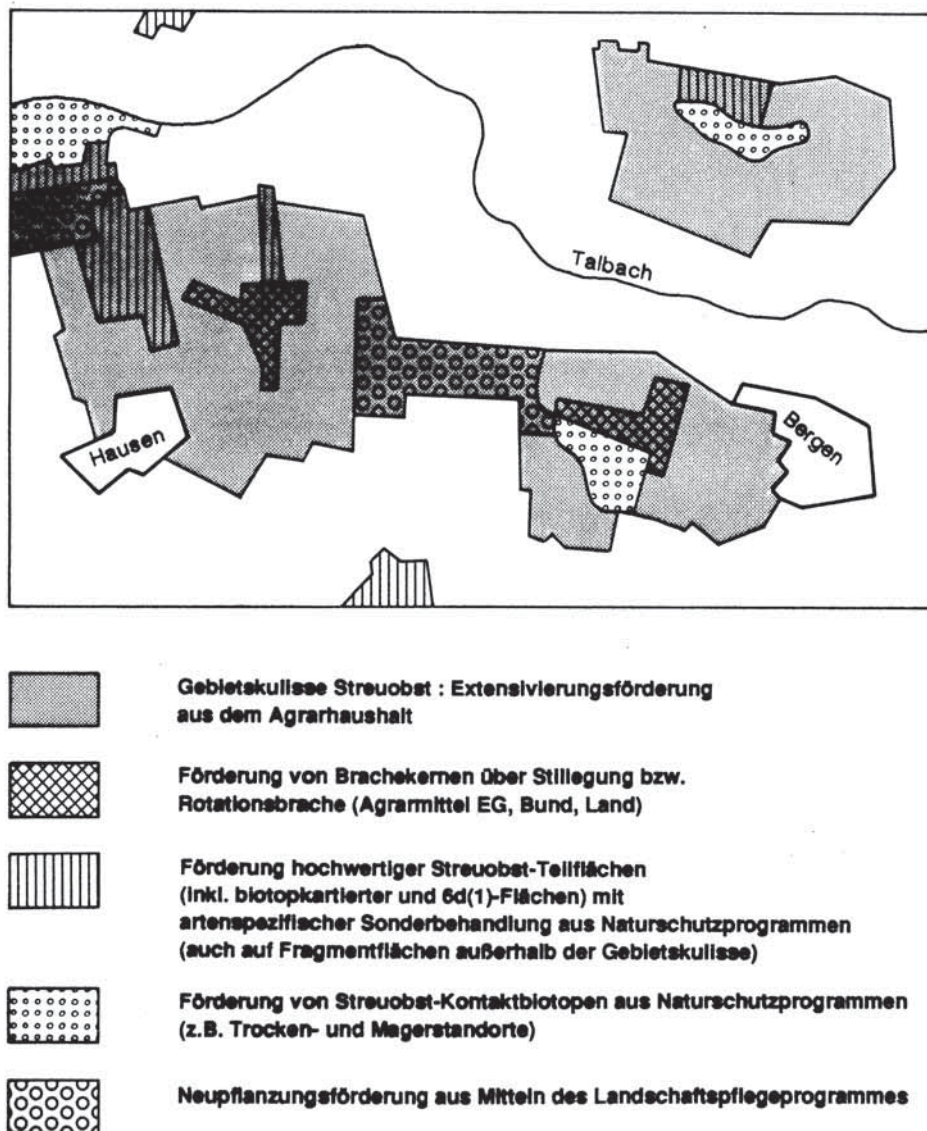 Talbach
Hausen
Bergen
Gebietskulisse Streuobst : Extensivierungsförderung
aus dem Agrarhaushalt
Förderung von Brachekernen über Stillegung bzw.
Rotationsbrache (Agrarmittel EG, Bund, Land)
Förderung hochwertiger Streuobst-Teilflächen
(inkl. biotopkartierter und 6d(1)-Flächen) mit
artenspezifischer Sonderbehandlung aus Naturschutzprogrammen
(auch auf Fragmentflächen außerhalb der Gebietskulisse)
Förderung von Streuobst-Kontaktbiotopen aus Naturschutzprogrammen
(z.B. Trocken- und Magerstandorte)
Neupflanzungsförderung aus Mitteln des Landschaftspflegeprogrammes